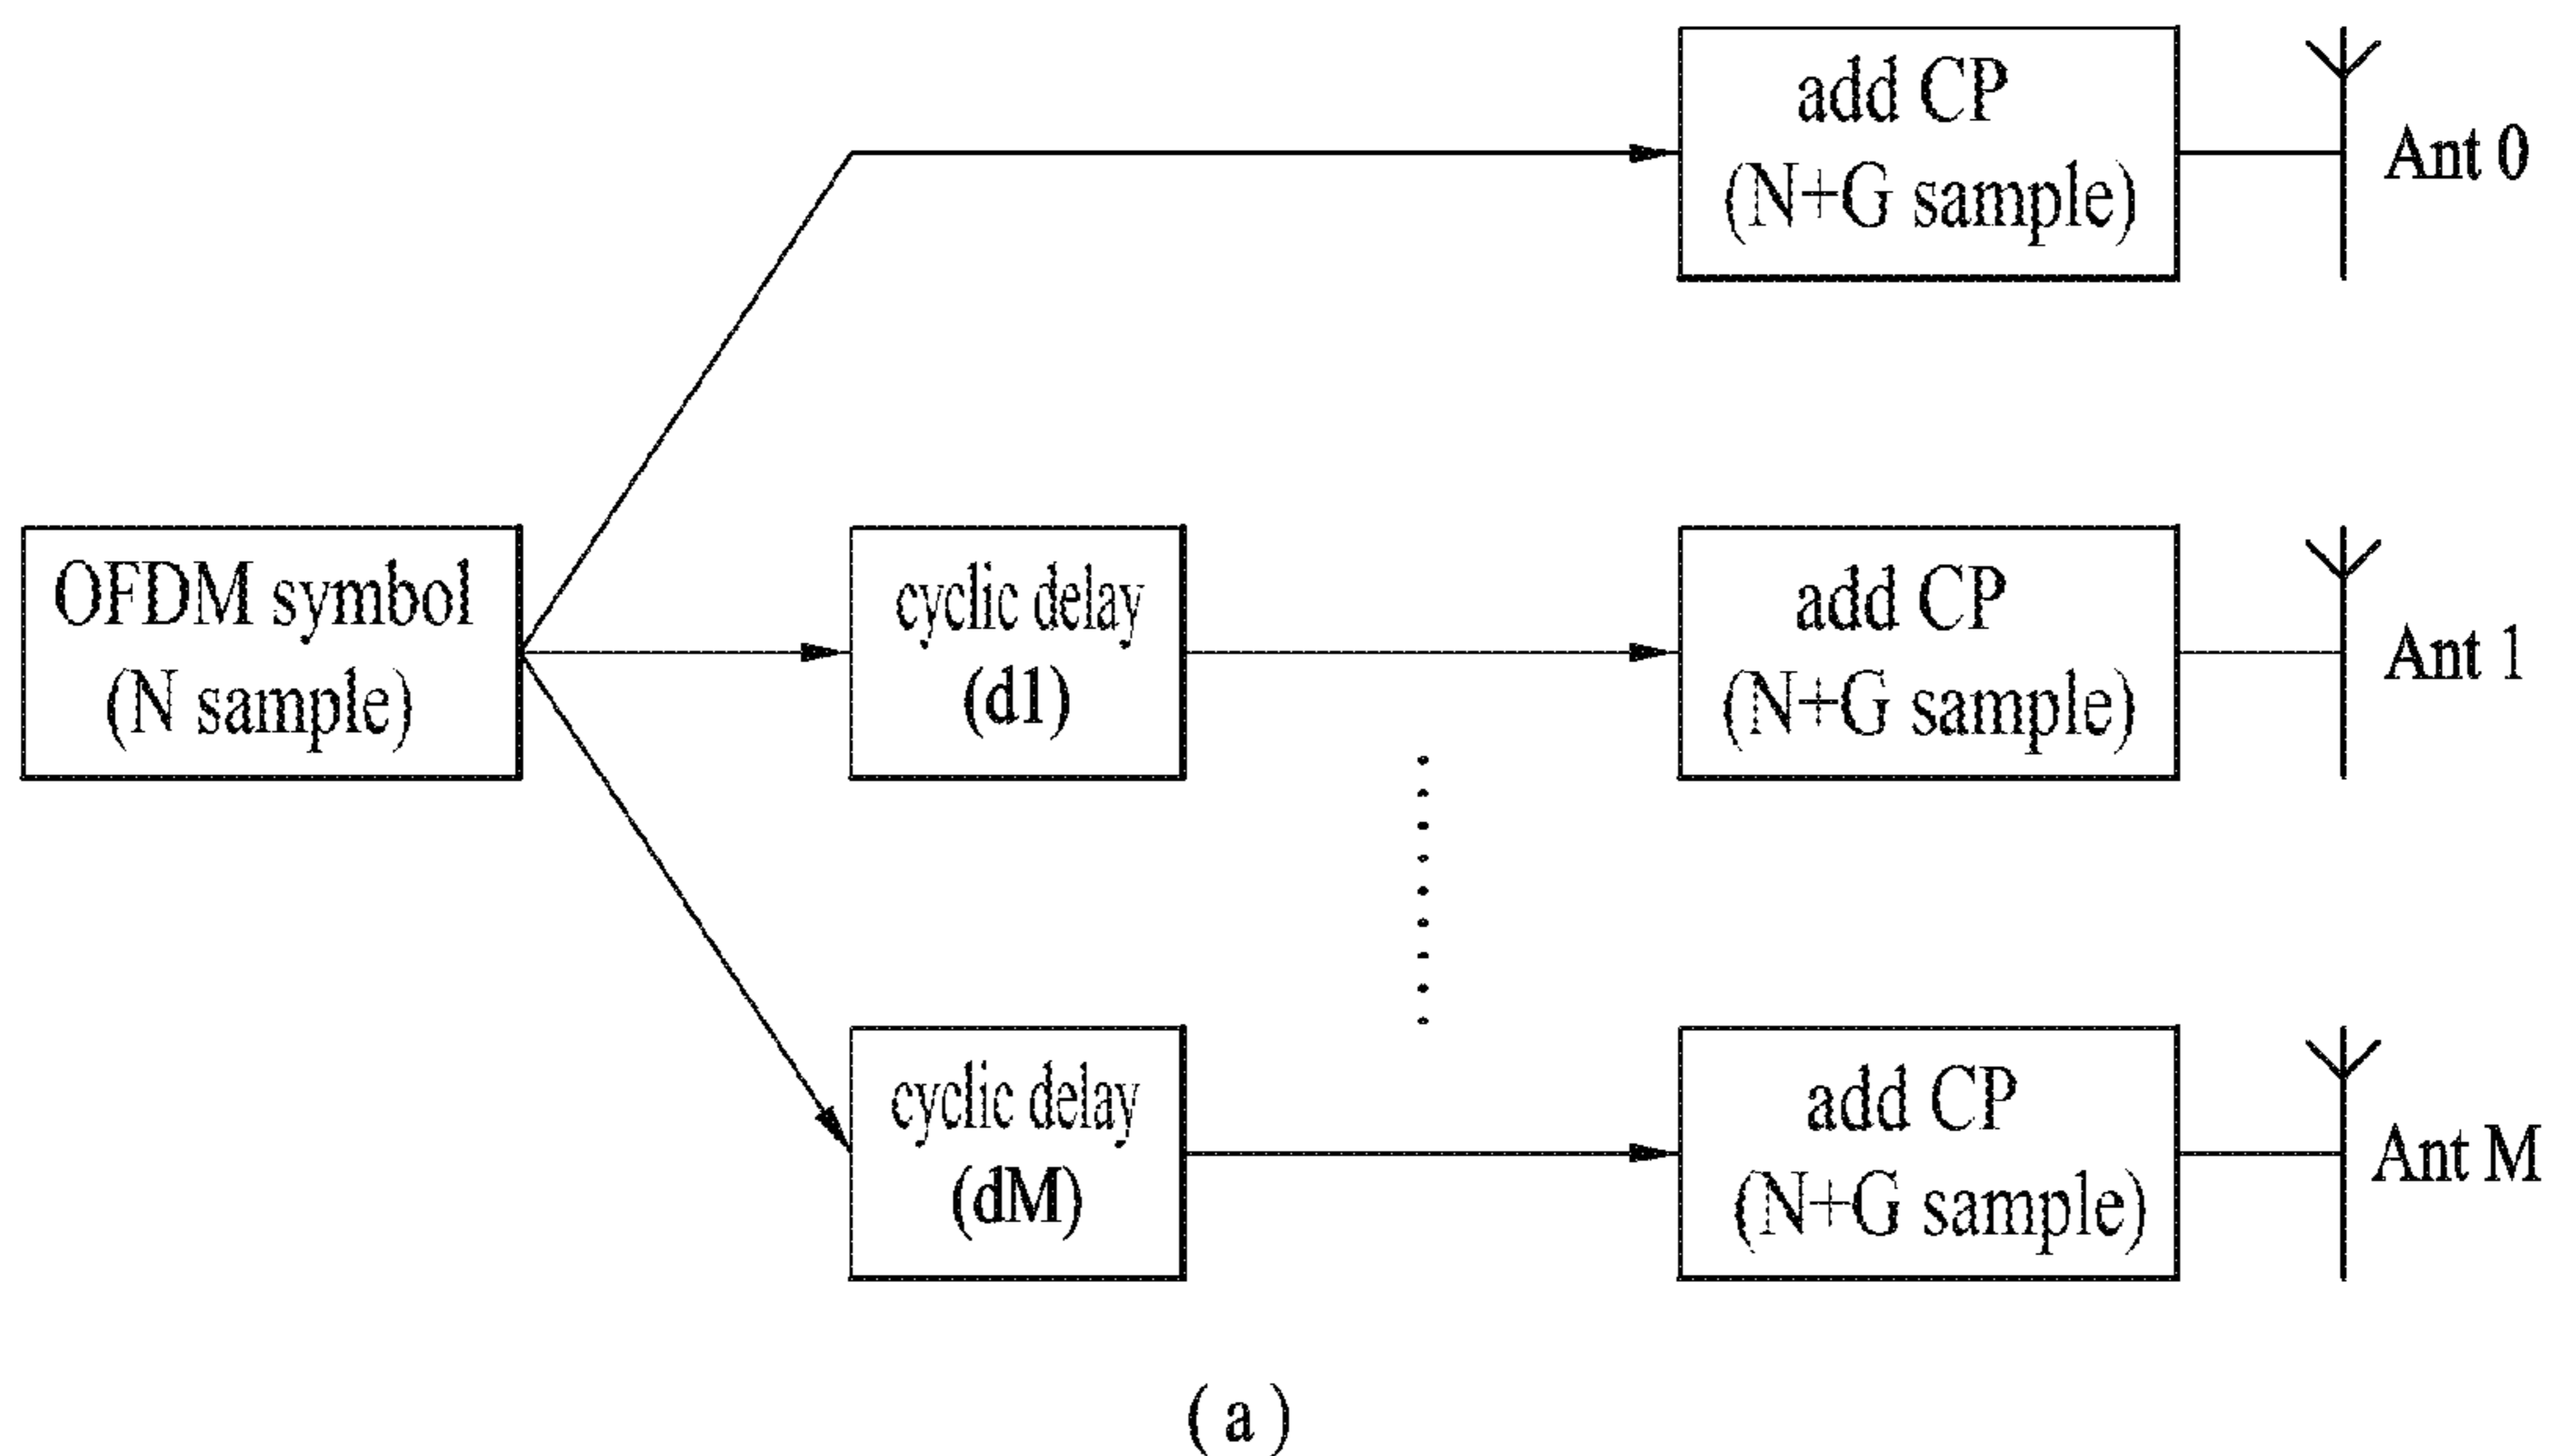 add CP
(N+G sample)
Ant 0
OFDM symbol
(N sample)
cyclic delay
(d1)
add CP
(N+G sample)
Ant 1
cyclic delay
(dM)
add CP
(N+G sample)
Ant M
( a )